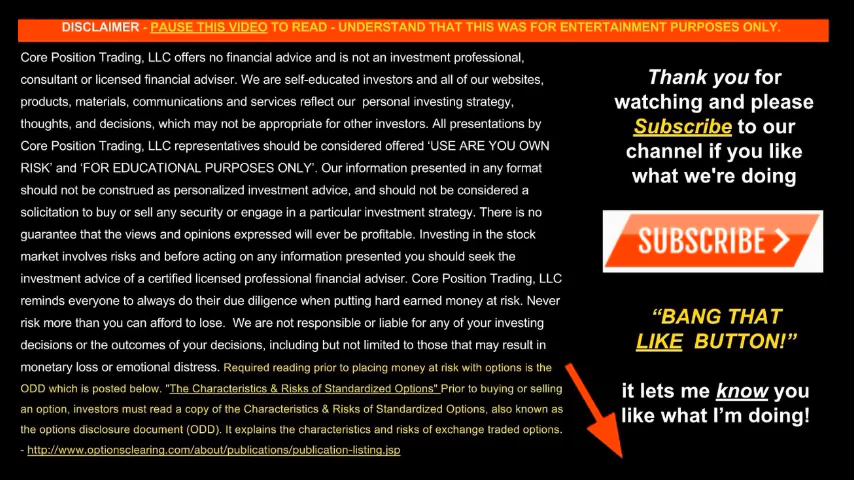 DISCLAIMER - PAUSE THIS VIDEO TO READ - UNDERSTAND THAT THIS WAS FOR ENTERTAINMENT PURPOSES ONLY.
Core Position Trading, LLC offers no financial advice and is not an investment professional,
consultant or licensed financial adviser. We are self-educated investors and all of our websites,
products, materials, communications and services reflect our personal investing strategy,
thoughts, and decisions, which may not be appropriate for other investors. All presentations by
Core Position Trading, LLC representatives should be considered offered ‘USE ARE YOU OWN
RISK’ and ‘FOR EDUCATIONAL PURPOSES ONLY’. Our information presented in any format
should not be construed as personalized investment advice, and should not be considered a
solicitation to buy or sell any security or engage in a particular investment strategy. There is no
guarantee that the views and opinions expressed will ever be profitable. Investing in the stock
market involves risks and before acting on any information presented you should seek the
investment advice of a certified licensed professional financial adviser. Core Position Trading, LLC
reminds everyone to always do their due diligence when putting hard earned money at risk. Never
risk more than you can afford to lose. We are not responsible or liable for any of your investing
decisions or the outcomes of your decisions, including but not limited to those that may result in
monetary loss or emotional distress. Required reading prior to placing money at risk with options is the
ODD which is posted below. "The Characteristics & Risks of Standardized Options" Prior to buying or selling
an option, investors must read a copy of the Characteristics & Risks of Standardized Options, also known as
the options disclosure document (ODD). It explains the characteristics and risks of exchange traded options.
- http://www.optionsclearing.com/about/publications/publication-listing.jsp
Thank you for
watching and please
Subscribe to our
channel if you like
what we're doing
SUBSCRIBE >
“BANG THAT
LIKE BUTTON!”
it lets me know you
like what I’m doing!